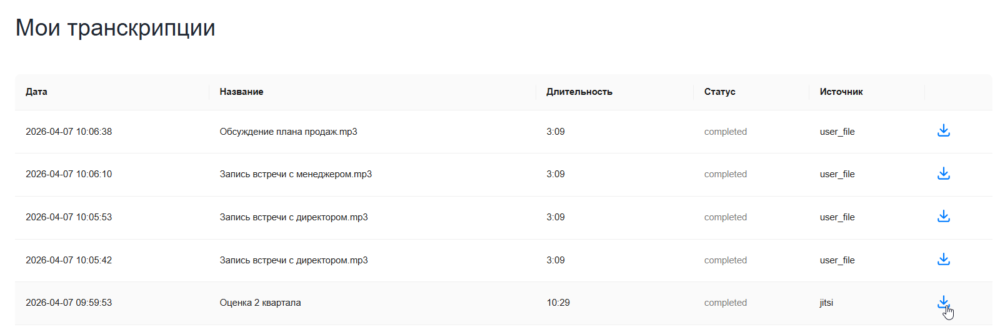 Мои транскрипции
Дата Название Длительность Статус Источник
2026-04-07 10:06:38 Обсуждение плана продаж.mp3 3:09 completed user_file
2026-04-07 10:06:10 Запись встречи с менеджером.mp3 3:09 completed user_file
2026-04-07 10:05:53 Запись встречи с директором.mp3 3:09 completed user_file
2026-04-07 10:05:42 Запись встречи с директором.mp3 3:09 completed user_file
2026-04-07 09:59:53 Оценка 2 квартала 10:29 completed jitsi